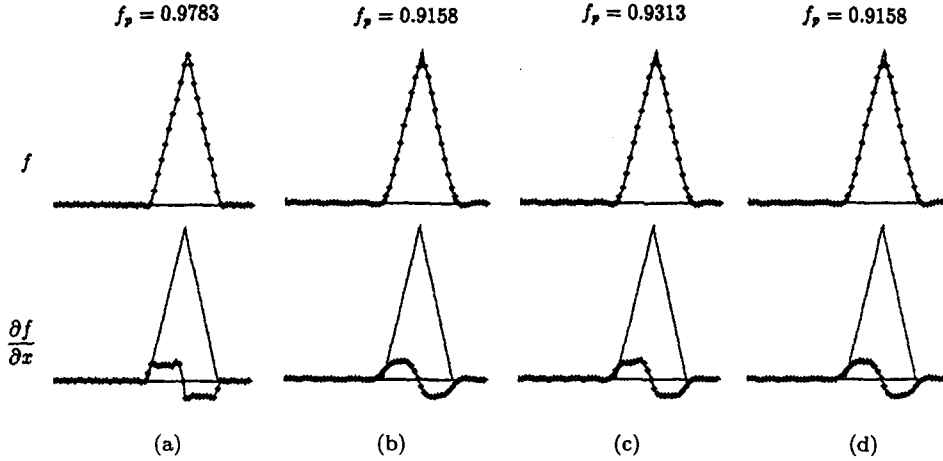 f_p = 0.9783 f_p = 0.9158 f_p = 0.9313 f_p = 0.9158
f
∂f/∂x
(a) (b) (c) (d)